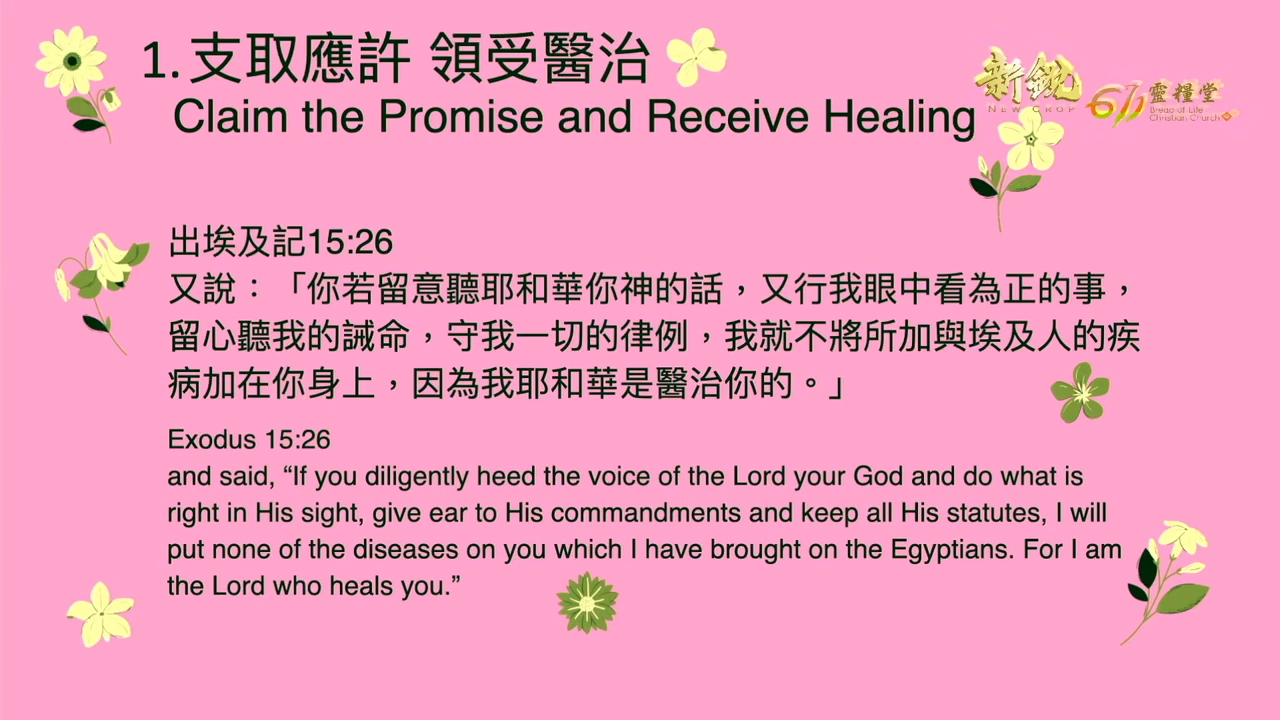 1. 支取應許 領受醫治
Claim the Promise and Receive Healing
新銳
NEW CROP
611 靈糧堂
Bread of Life
Christian Church
出埃及記15:26
又說：「你若留意聽耶和華你神的話，又行我眼中看為正的事，
留心聽我的誡命，守我一切的律例，我就不將所加與埃及人的疾
病加在你身上，因為我耶和華是醫治你的。」
Exodus 15:26
and said, “If you diligently heed the voice of the Lord your God and do what is
right in His sight, give ear to His commandments and keep all His statutes, I will
put none of the diseases on you which I have brought on the Egyptians. For I am
the Lord who heals you.”